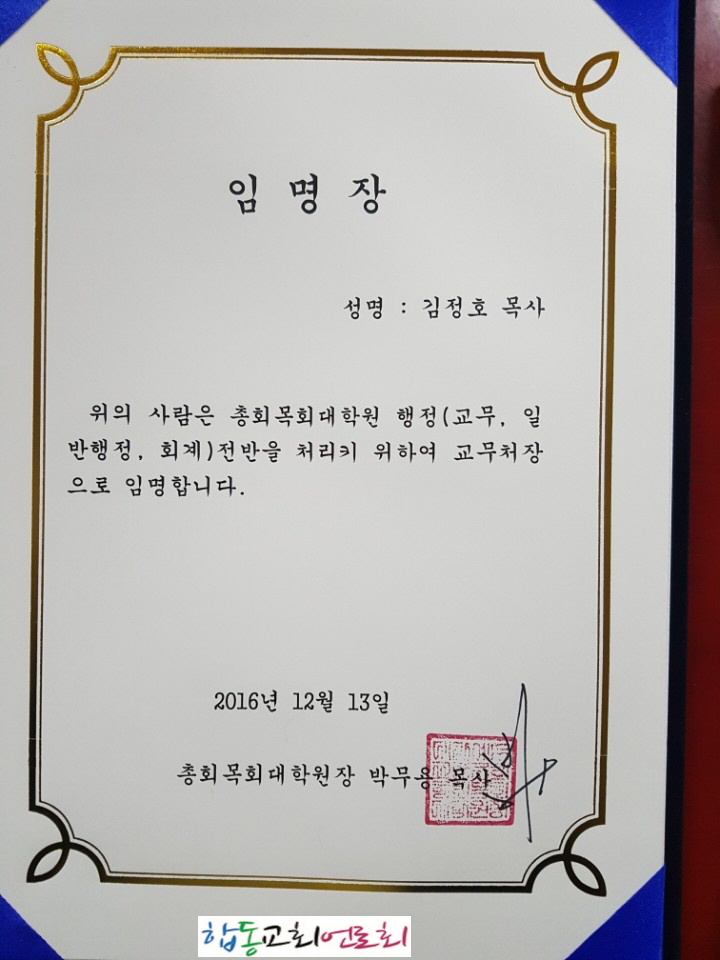 임 명 장
성명 : 김정호 목사
위의 사람은 총회목회대학원 행정(교무, 일
반행정, 회계)전반을 처리키 위하여 교무처장
으로 임명합니다.
2016년 12월 13일
총회목회대학원장 박무용 목사
합동교회언론회